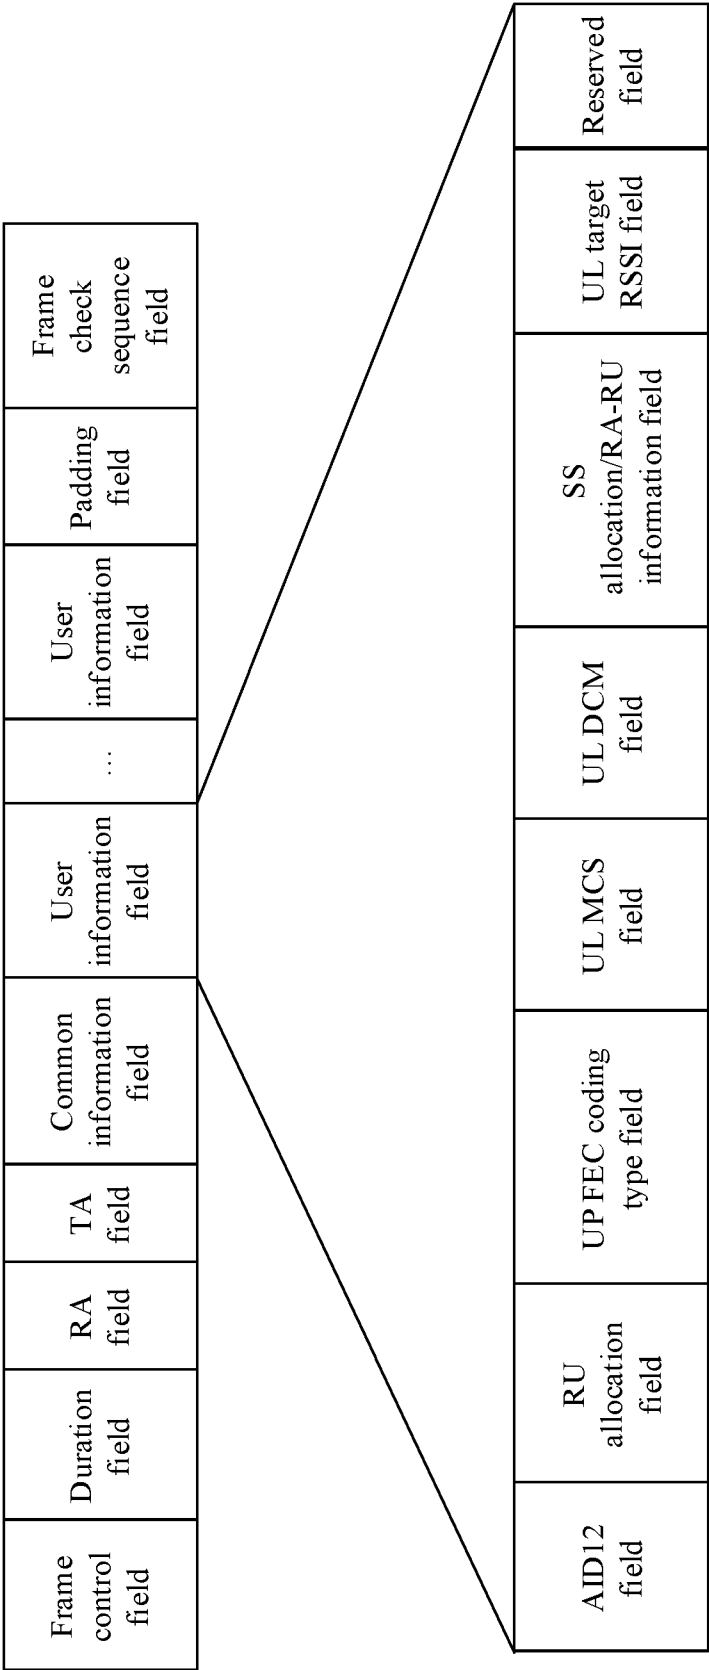 Frame
control
field
Duration
field
RA
field
TA
field
Common
information
field
User
information
field
...
User
information
field
Padding
field
Frame
check
sequence
field
AID12
field
RU
allocation
field
UP FEC coding
type field
UL MCS
field
UL DCM
field
SS
allocation/RA-RU
information field
UL target
RSSI field
Reserved
field